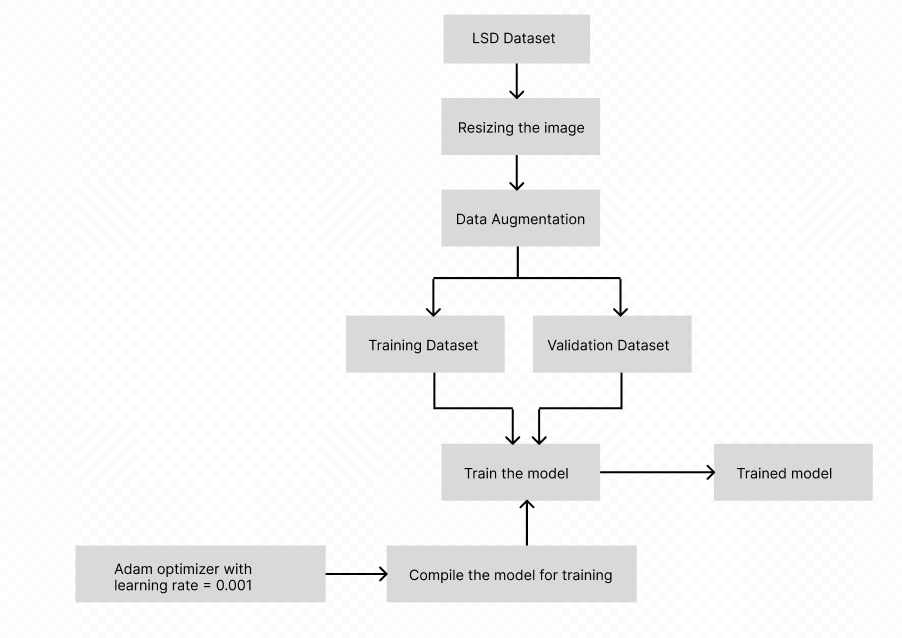 LSD Dataset
Resizing the image
Data Augmentation
Training Dataset
Validation Dataset
Train the model
Trained model
Adam optimizer with
learning rate = 0.001
Compile the model for training